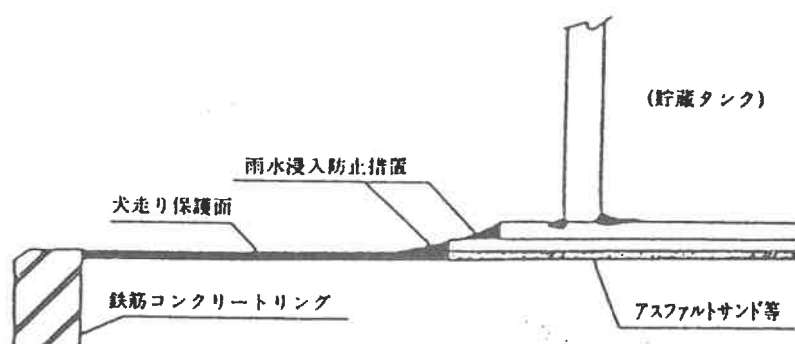 (貯蔵タンク)
雨水浸入防止措置
犬走り保護面
鉄筋コンクリートリング
アスファルトサンド等